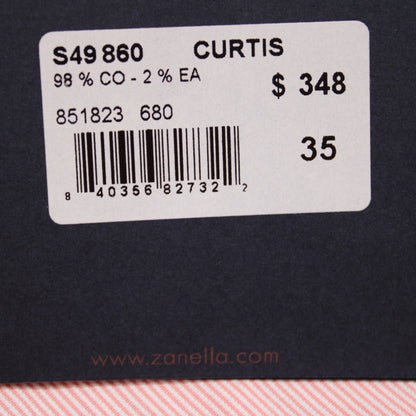 S49 860 CURTIS
98 % CO - 2 % EA
$ 348
851823 680
35
8 40356 82732 2
www.zanella.com